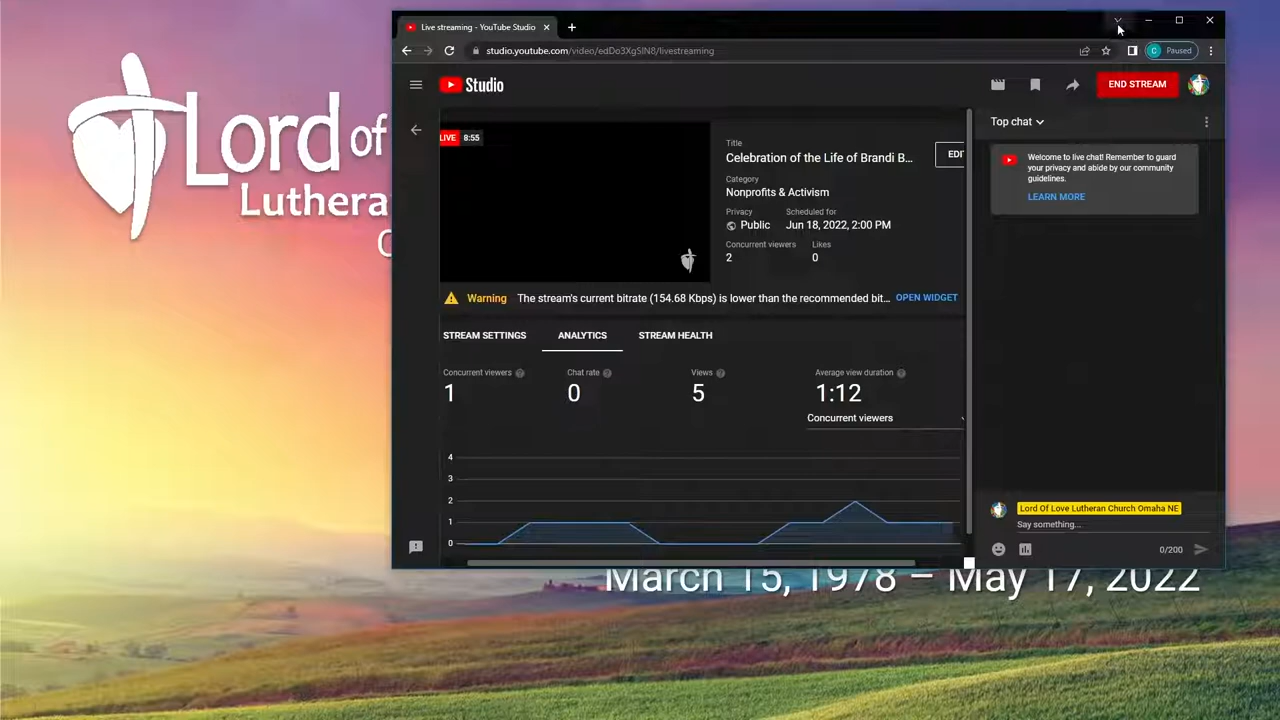 Live streaming - YouTube Studio
studio.youtube.com/video/edDo3XgSlN8/livestreaming
C Paused
Studio
END STREAM
Lord of
Luthera
LIVE 8:55
Title
Celebration of the Life of Brandi B...
EDI
Category
Nonprofits & Activism
Privacy
Public
Scheduled for
Jun 18, 2022, 2:00 PM
Concurrent viewers
2
Likes
0
Warning The stream's current bitrate (154.68 Kbps) is lower than the recommended bit... OPEN WIDGET
STREAM SETTINGS ANALYTICS STREAM HEALTH
Concurrent viewers
1
Chat rate
0
Views
5
Average view duration
1:12
Concurrent viewers
4
3
2
1
0
Top chat
Welcome to live chat! Remember to guard
your privacy and abide by our community
guidelines.
LEARN MORE
Lord Of Love Lutheran Church Omaha NE
Say something...
0/200
March 15, 1978 – May 17, 2022